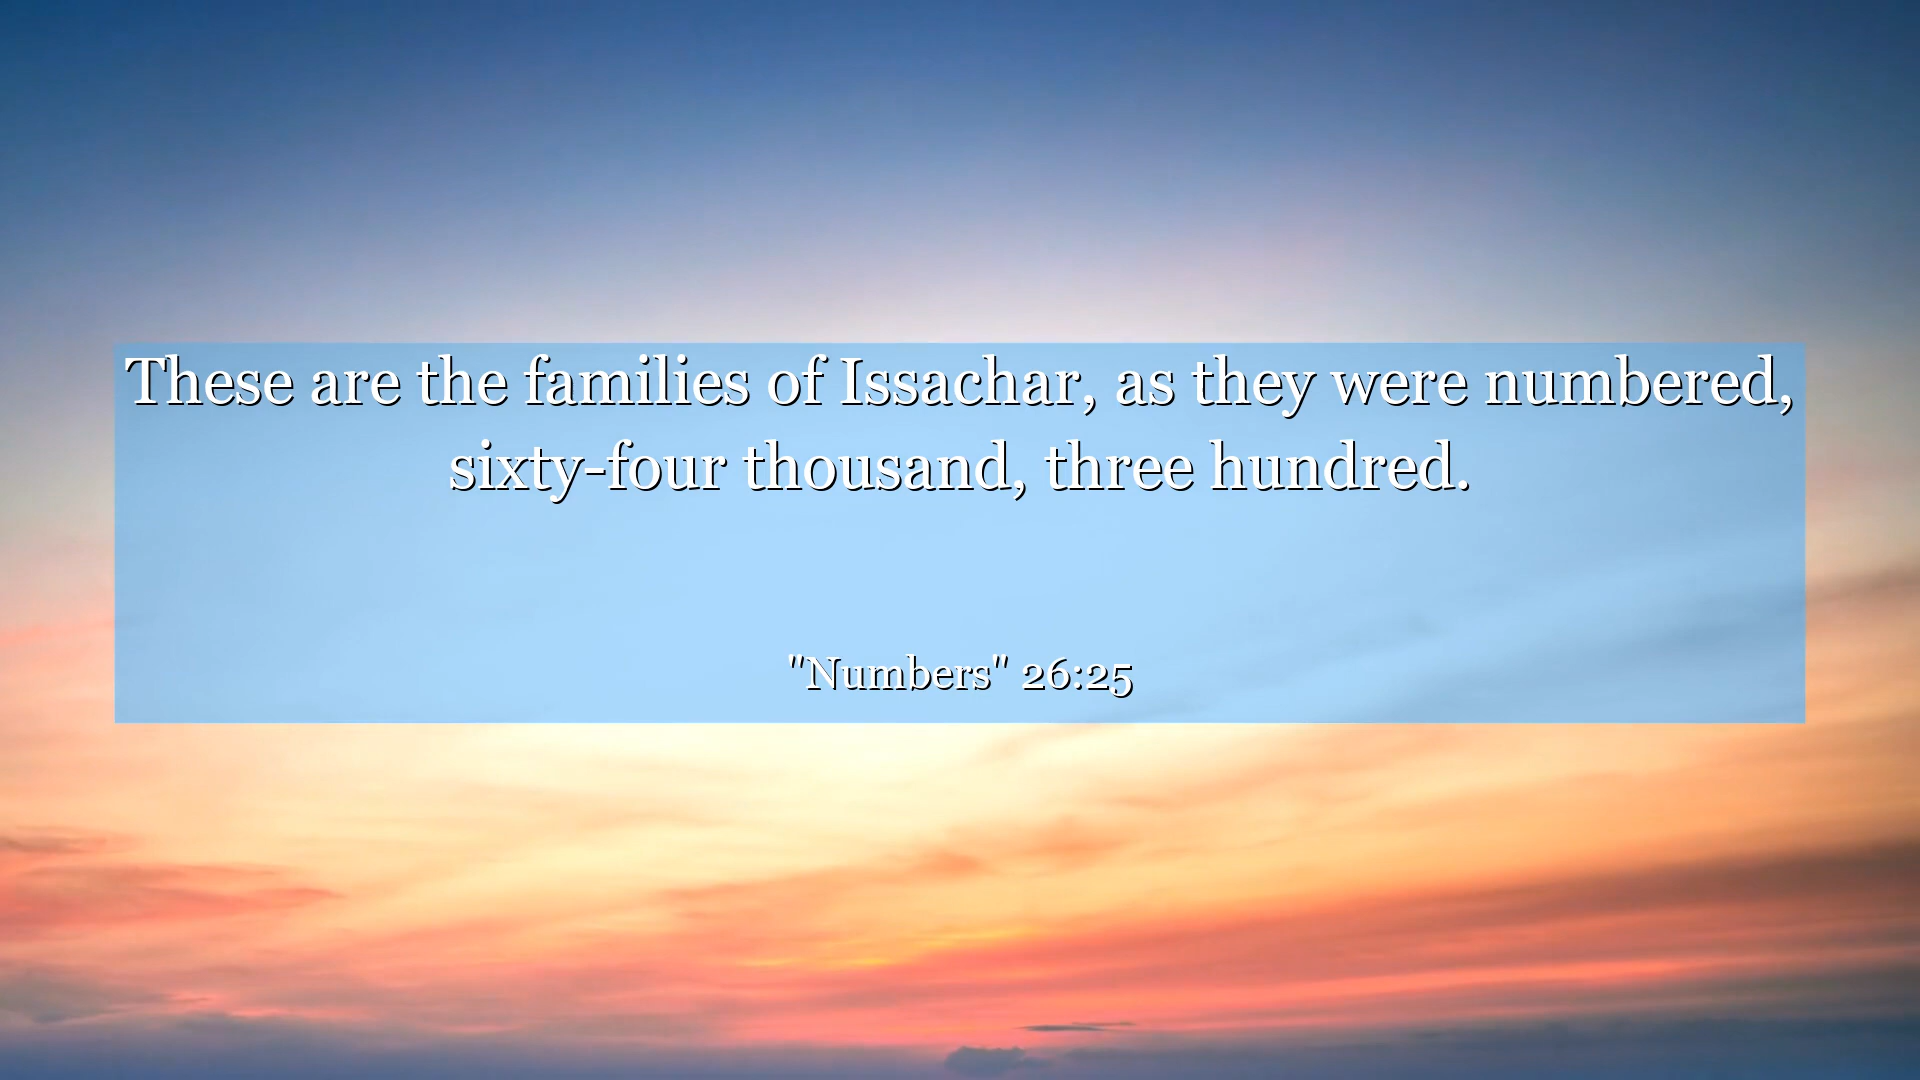 These are the families of Issachar, as they were numbered,
sixty-four thousand, three hundred.
"Numbers" 26:25